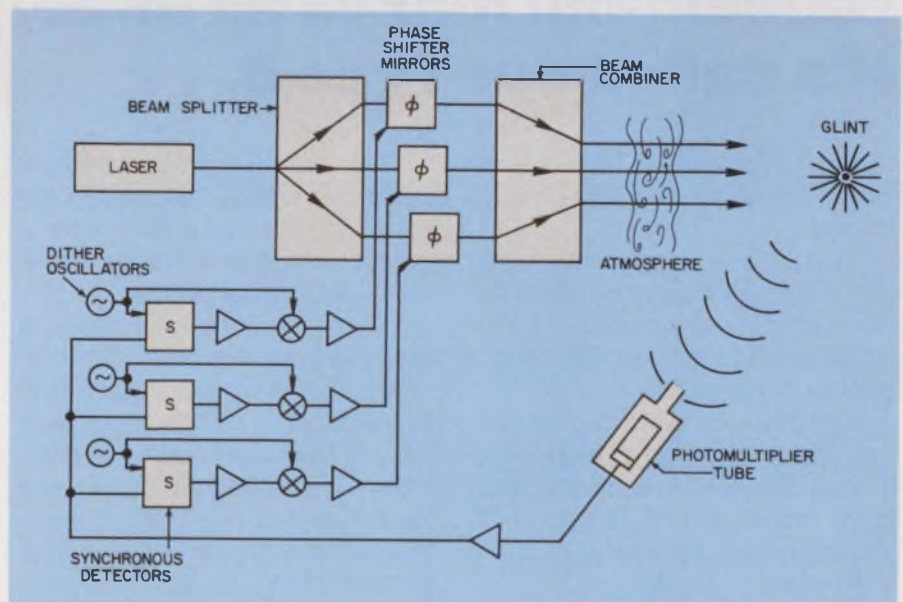 PHASE
SHIFTER
MIRRORS
BEAM
COMBINER
BEAM SPLITTER
GLINT
ϕ
LASER
ϕ
ϕ
DITHER
OSCILLATORS
ATMOSPHERE
~
S
~
S
PHOTOMULTIPLIER
TUBE
~
S
SYNCHRONOUS
DETECTORS